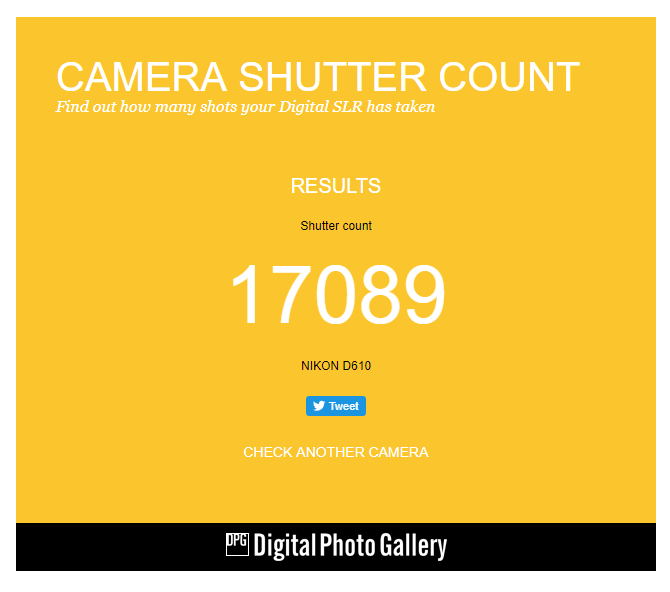 CAMERA SHUTTER COUNT
Find out how many shots your Digital SLR has taken
RESULTS
Shutter count
17089
NIKON D610
Tweet
CHECK ANOTHER CAMERA
DPG Digital Photo Gallery